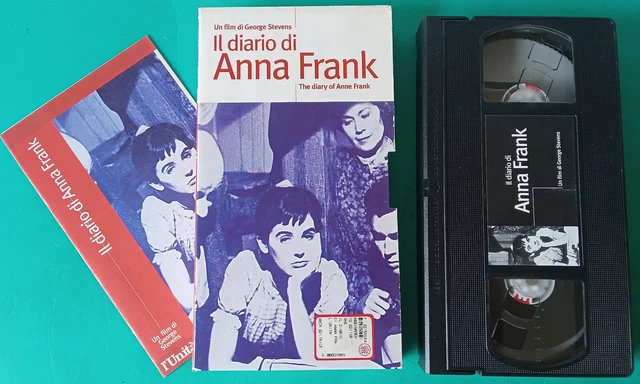 Il diario di Anna Frank
Un film di
George
Stevens
l'Unità
Un film di George Stevens
Il diario di
Anna Frank
The diary of Anne Frank
Il diario di
Anna Frank
Un film di George Stevens